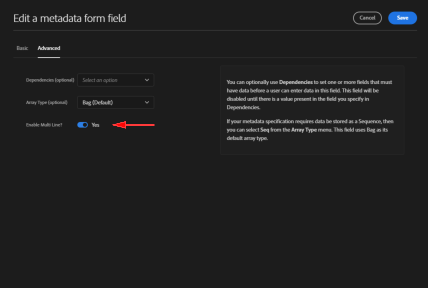 Edit a metadata form field
Cancel
Save
Basic
Advanced
Dependencies (optional)
Select an option
Array Type (optional)
Bag (Default)
Enable Multi Line?
Yes
You can optionally use Dependencies to set one or more fields that must
have data before a user can enter data in this field. This field will be
disabled until there is a value present in the field you specify in
Dependencies.
If your metadata specification requires data be stored as a Sequence, then
you can select Seq from the Array Type menu. This field uses Bag as its
default array type.